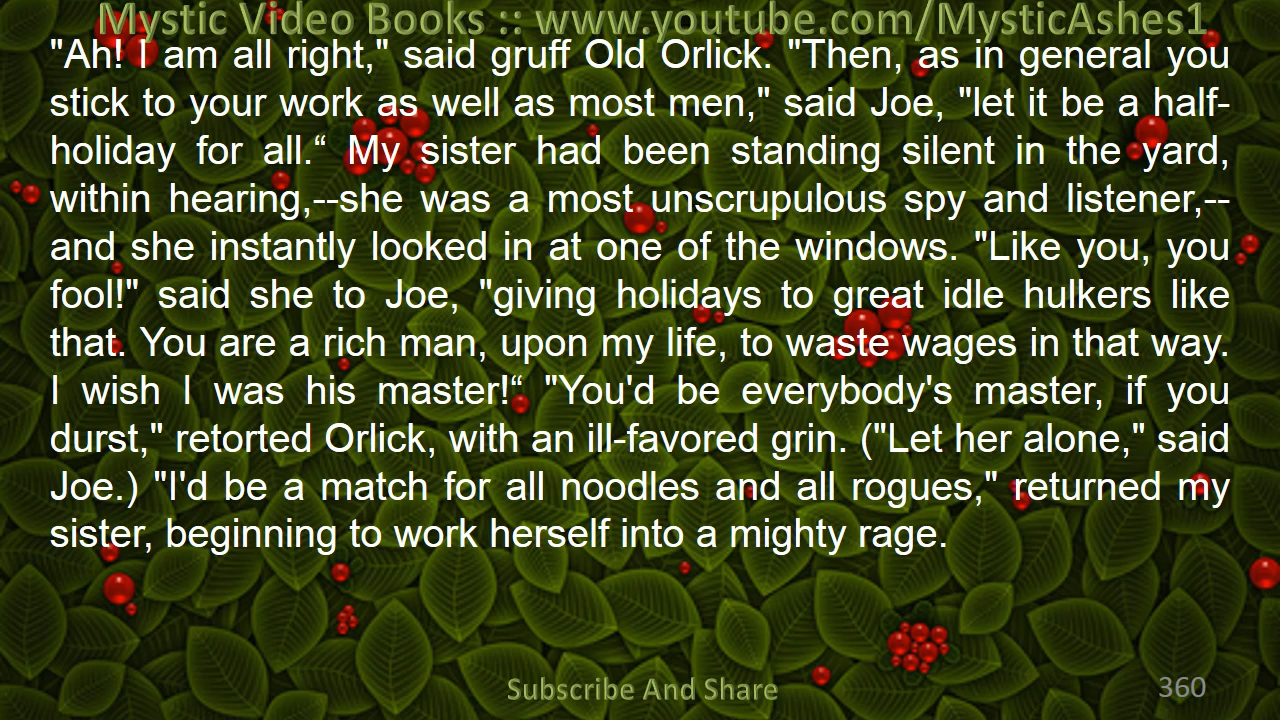 Mystic Video Books :: www.youtube.com/MysticAshes1
"Ah! I am all right," said gruff Old Orlick. "Then, as in general you
stick to your work as well as most men," said Joe, "let it be a half-
holiday for all.“ My sister had been standing silent in the yard,
within hearing,--she was a most unscrupulous spy and listener,--
and she instantly looked in at one of the windows. "Like you, you
fool!" said she to Joe, "giving holidays to great idle hulkers like
that. You are a rich man, upon my life, to waste wages in that way.
I wish I was his master!“ "You'd be everybody's master, if you
durst," retorted Orlick, with an ill-favored grin. ("Let her alone," said
Joe.) "I'd be a match for all noodles and all rogues," returned my
sister, beginning to work herself into a mighty rage.
Subscribe And Share
360